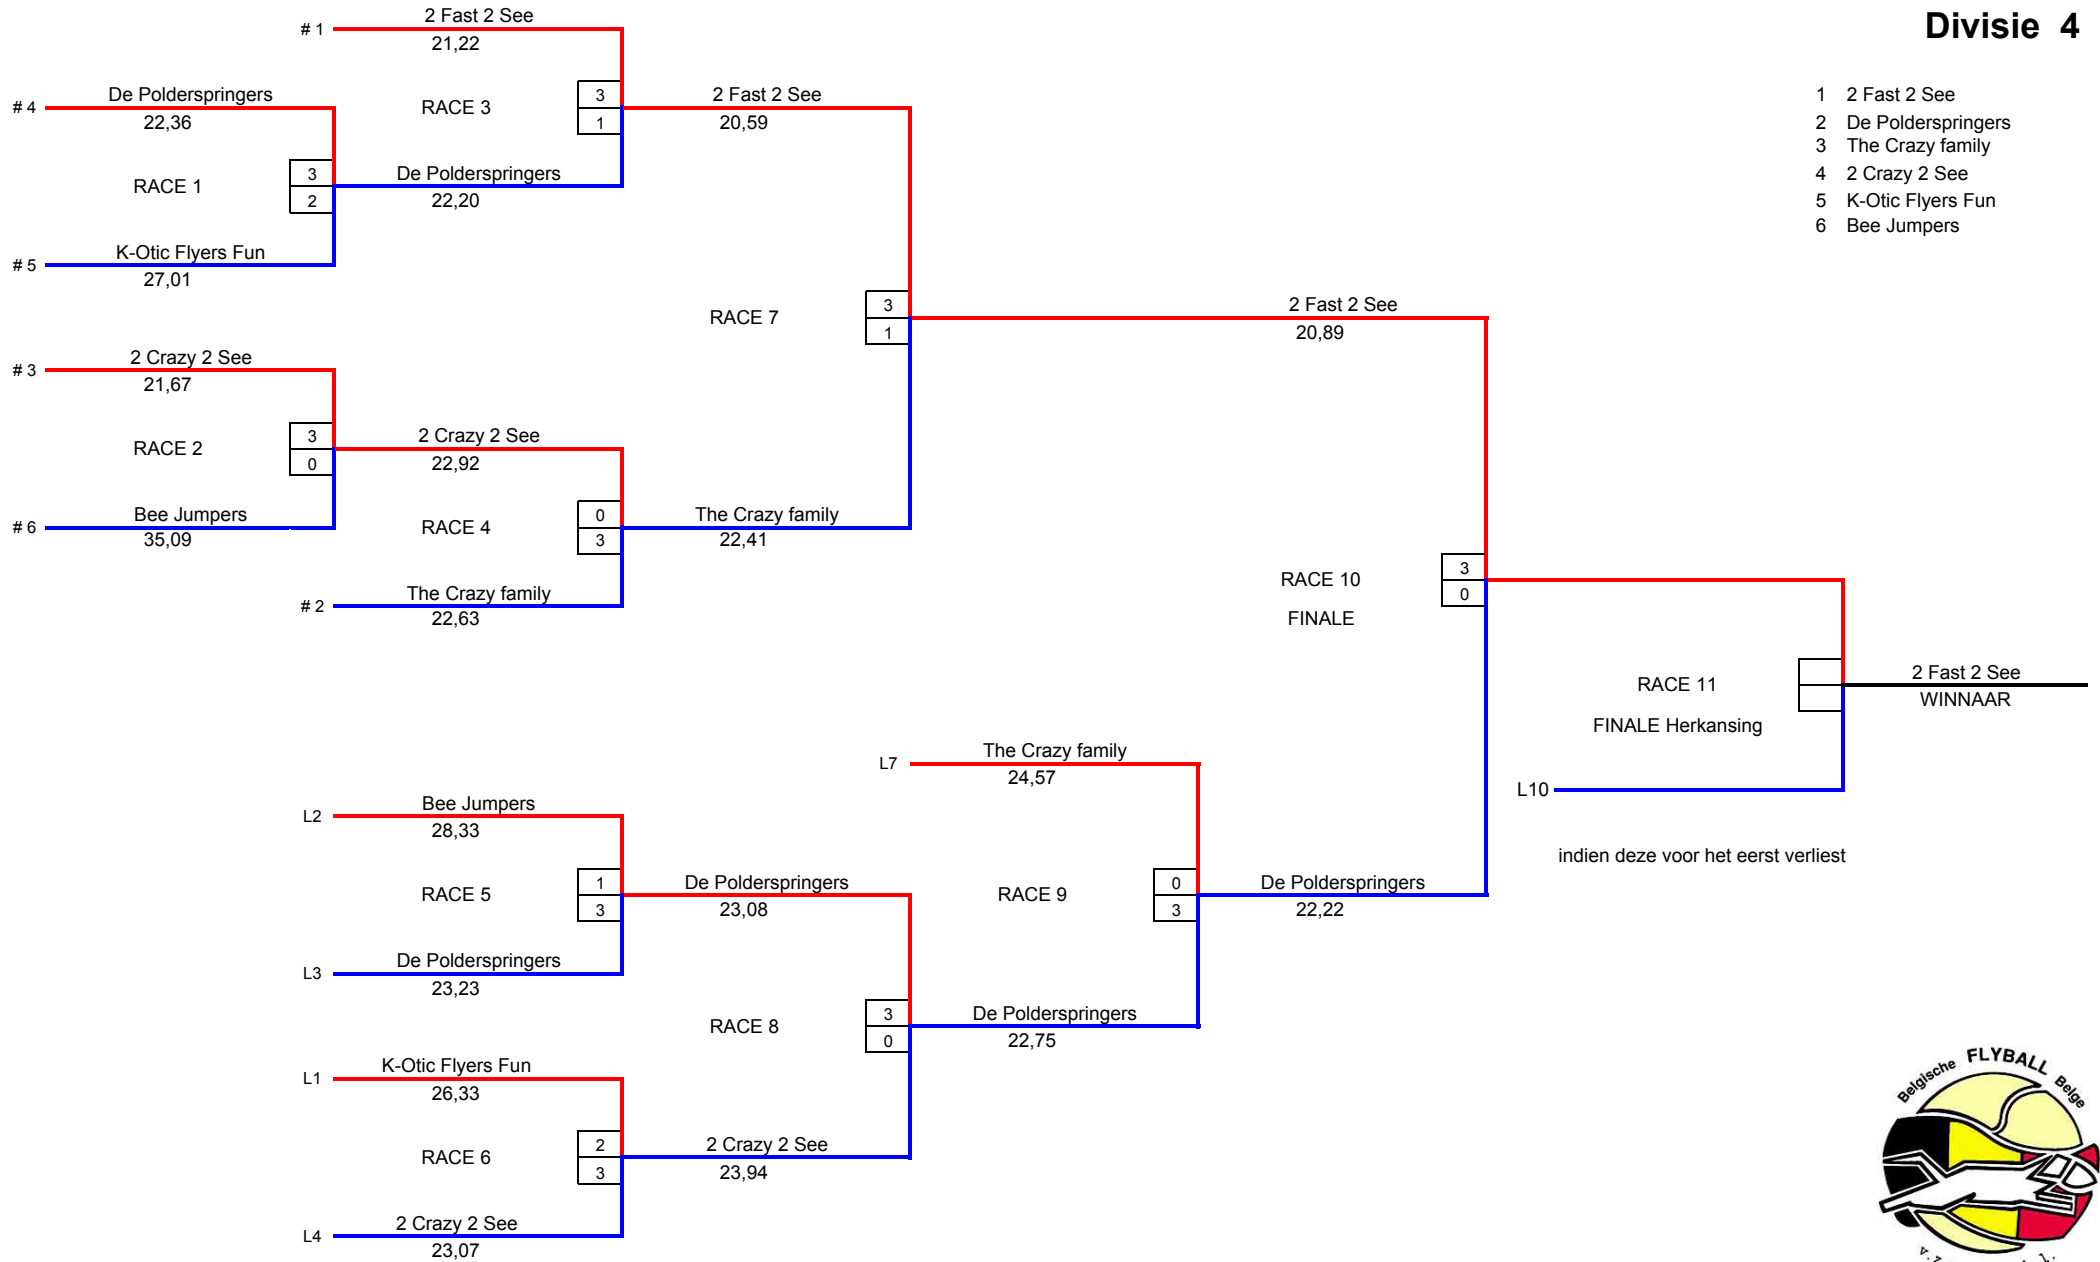 Divisie 4
1 2 Fast 2 See
2 De Polderspringers
3 The Crazy family
4 2 Crazy 2 See
5 K-Otic Flyers Fun
6 Bee Jumpers
# 1
2 Fast 2 See
21,22
# 4
De Polderspringers
22,36
RACE 3
3
1
2 Fast 2 See
20,59
RACE 1
3
2
De Polderspringers
22,20
# 5
K-Otic Flyers Fun
27,01
RACE 7
3
1
2 Fast 2 See
20,89
# 3
2 Crazy 2 See
21,67
RACE 2
3
0
2 Crazy 2 See
22,92
# 6
Bee Jumpers
35,09
RACE 4
0
3
The Crazy family
22,41
# 2
The Crazy family
22,63
RACE 10
FINALE
3
0
RACE 11
FINALE Herkansing
2 Fast 2 See
WINNAAR
L7
The Crazy family
24,57
L10
indien deze voor het eerst verliest
L2
Bee Jumpers
28,33
RACE 5
1
3
De Polderspringers
23,08
RACE 9
0
3
De Polderspringers
22,22
L3
De Polderspringers
23,23
RACE 8
3
0
De Polderspringers
22,75
L1
K-Otic Flyers Fun
26,33
RACE 6
2
3
2 Crazy 2 See
23,94
L4
2 Crazy 2 See
23,07
Belgische FLYBALL Belge